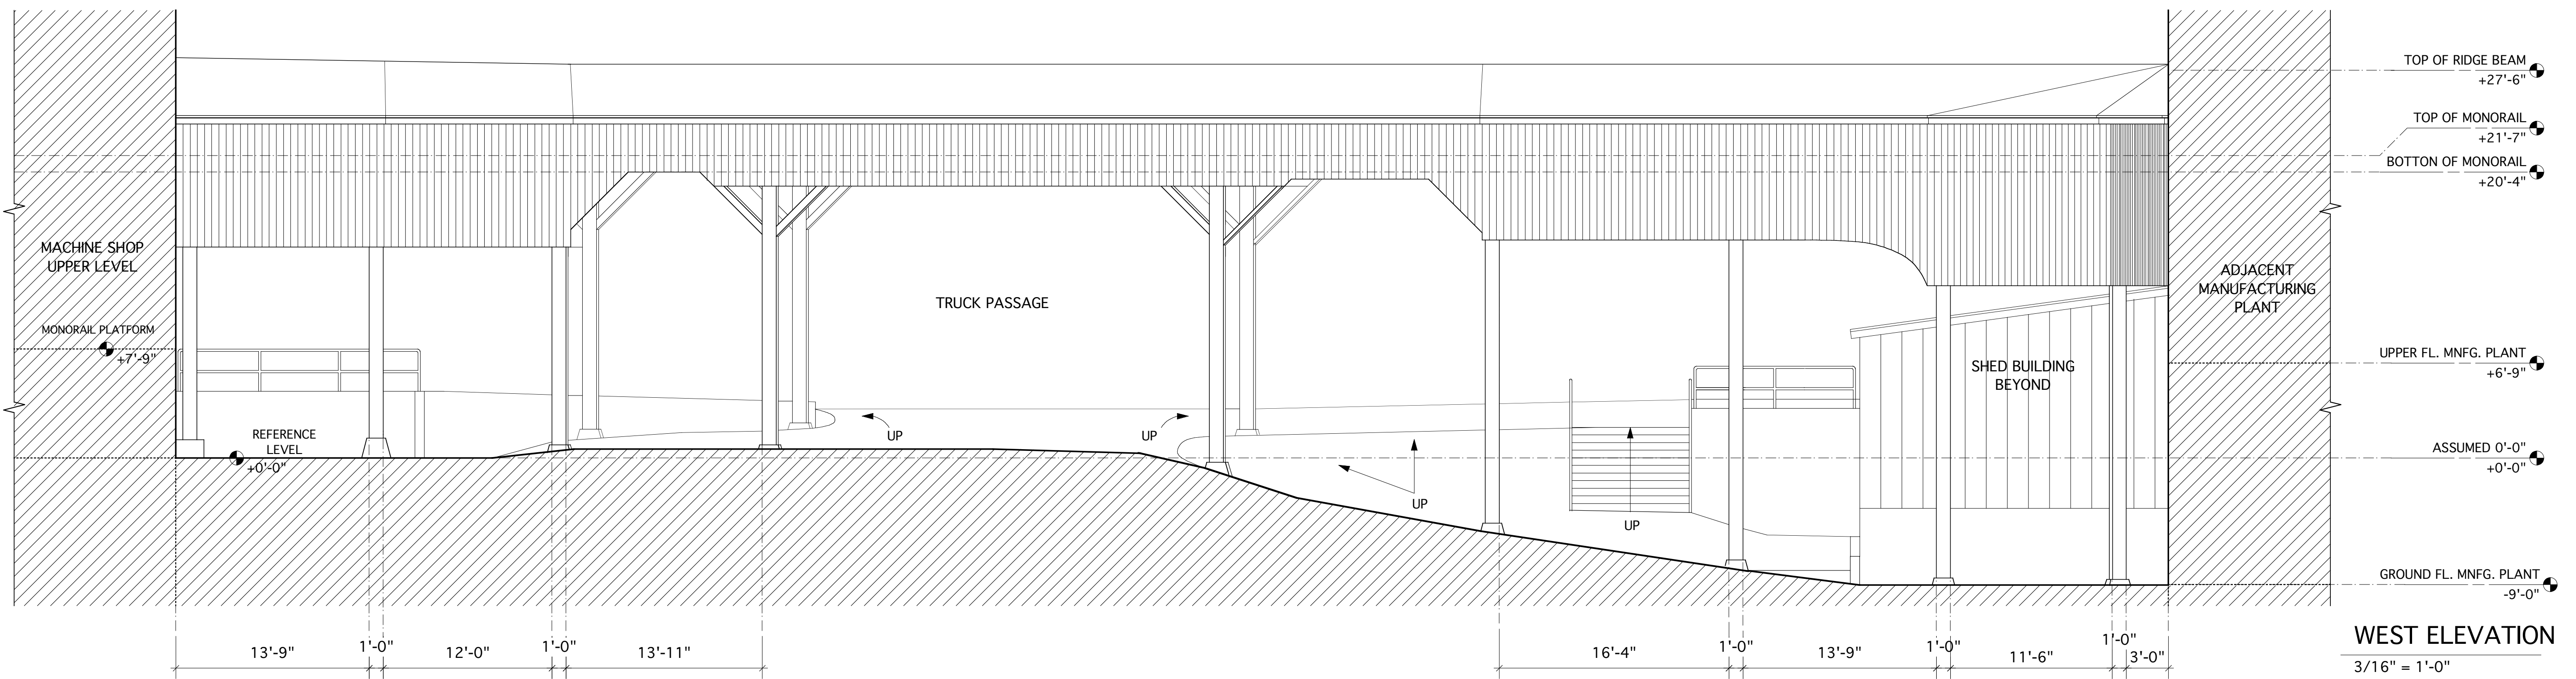 TOP OF RIDGE BEAM
+27'-6"
TOP OF MONORAIL
+21'-7"
BOTTON OF MONORAIL
+20'-4"
MACHINE SHOP
UPPER LEVEL
ADJACENT
MANUFACTURING
PLANT
TRUCK PASSAGE
MONORAIL PLATFORM
+7'-9"
UPPER FL. MNFG. PLANT
+6'-9"
SHED BUILDING
BEYOND
REFERENCE
LEVEL
+0'-0"
UP
UP
UP
UP
ASSUMED 0'-0"
+0'-0"
GROUND FL. MNFG. PLANT
-9'-0"
13'-9"
1'-0"
12'-0"
1'-0"
13'-11"
16'-4"
1'-0"
13'-9"
1'-0"
11'-6"
1'-0"
3'-0"
WEST ELEVATION
3/16" = 1'-0"